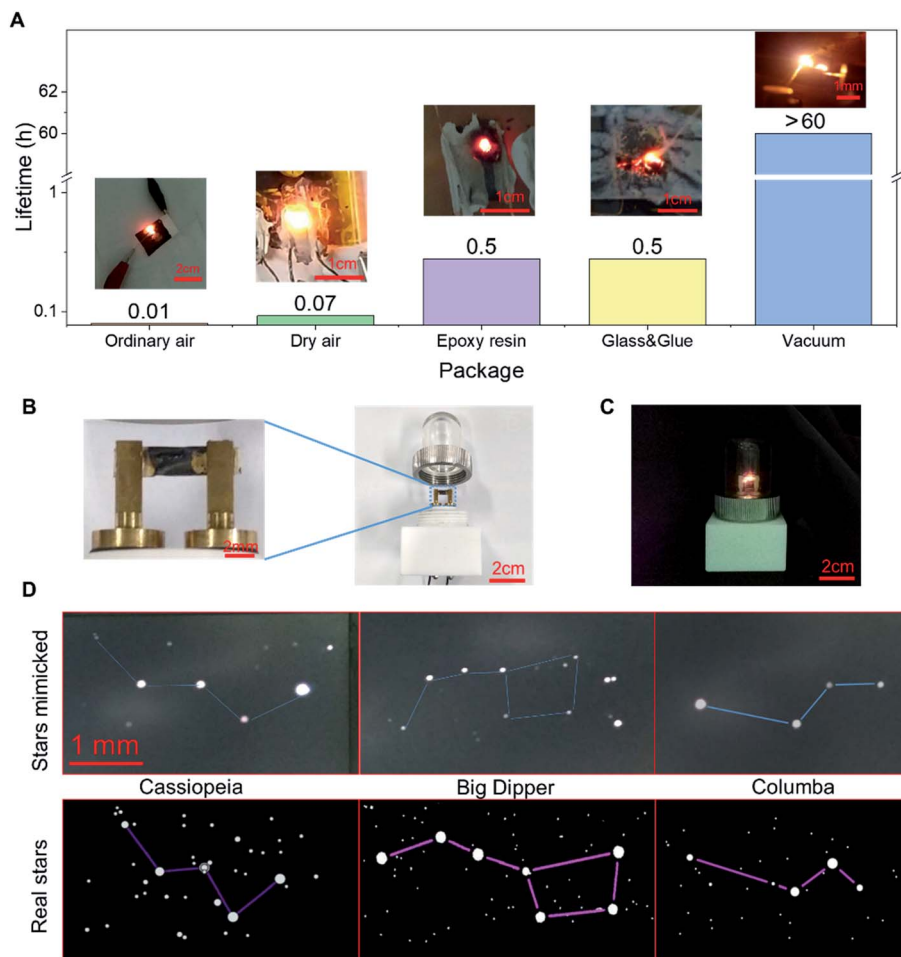 A
Lifetime (h)
62
60
1
0.1
2cm
1cm
1cm
1cm
1mm
0.01
0.07
0.5
0.5
>60
Ordinary air
Dry air
Epoxy resin
Glass&Glue
Vacuum
Package
B
2mm
2cm
C
2cm
D
Stars mimicked
1 mm
Cassiopeia
Big Dipper
Columba
Real stars